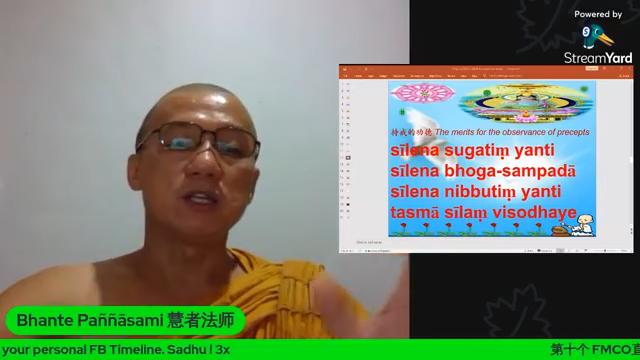 Powered by
StreamYard
持戒的功德 The merits for the observance of precepts
sīlena sugatiṃ yanti
sīlena bhoga-sampadā
sīlena nibbutiṃ yanti
tasmā sīlaṃ visodhaye
Bhante Paññāsami 慧者法师
your personal FB Timeline. Sadhu ! 3x
第十个 FMCO直